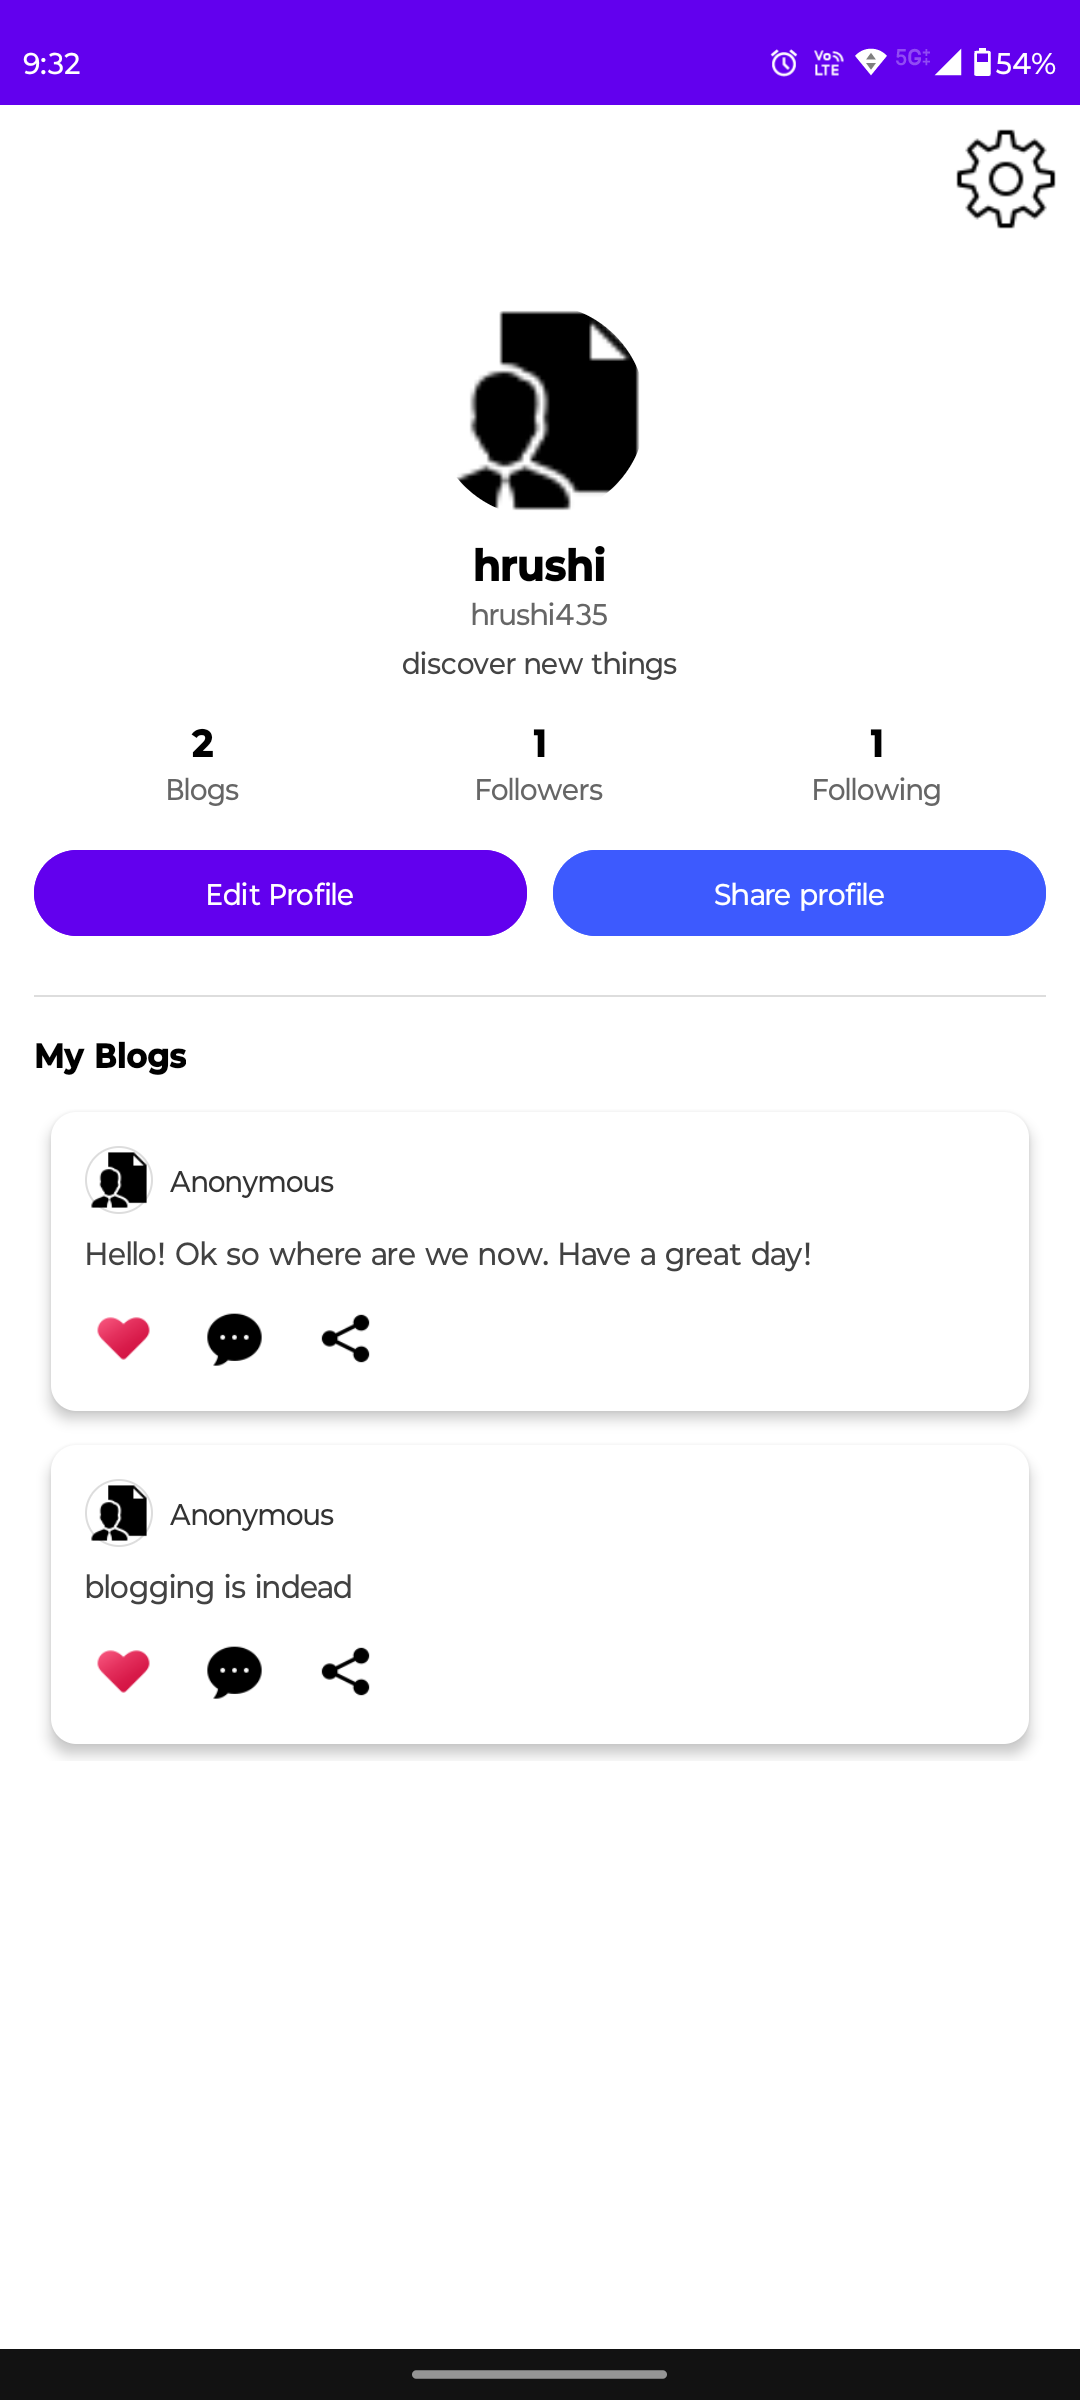 9:32
Vo LTE 5G 54%
hrushi
hrushi435
discover new things
2 1 1
Blogs Followers Following
Edit Profile Share profile
My Blogs
Anonymous
Hello! Ok so where are we now. Have a great day!
Anonymous
blogging is indead